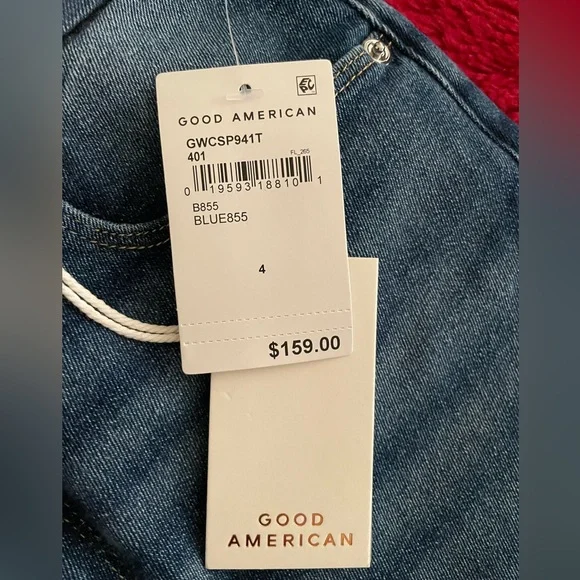 GOOD AMERICAN
GWCSP941T
401
FL_265
0 19593 18810 1
B855
BLUE855
4
$159.00
GOOD
AMERICAN